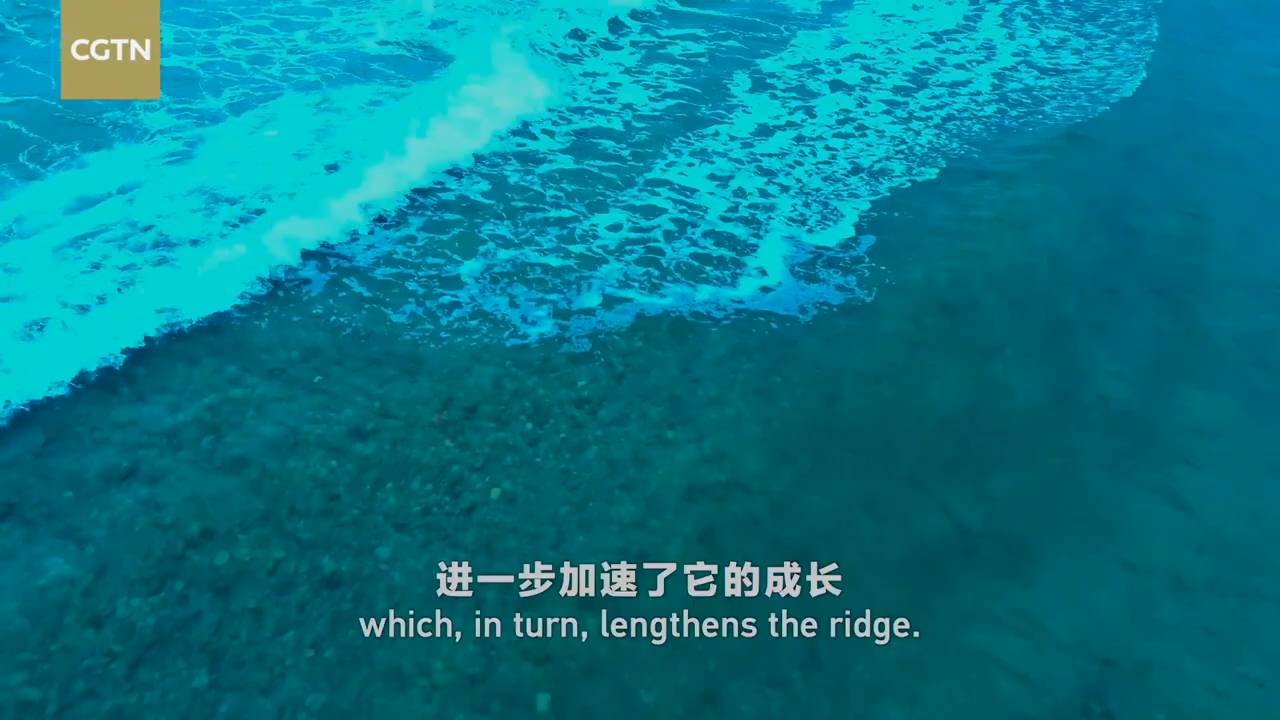 CGTN
进一步加速了它的成长
which, in turn, lengthens the ridge.